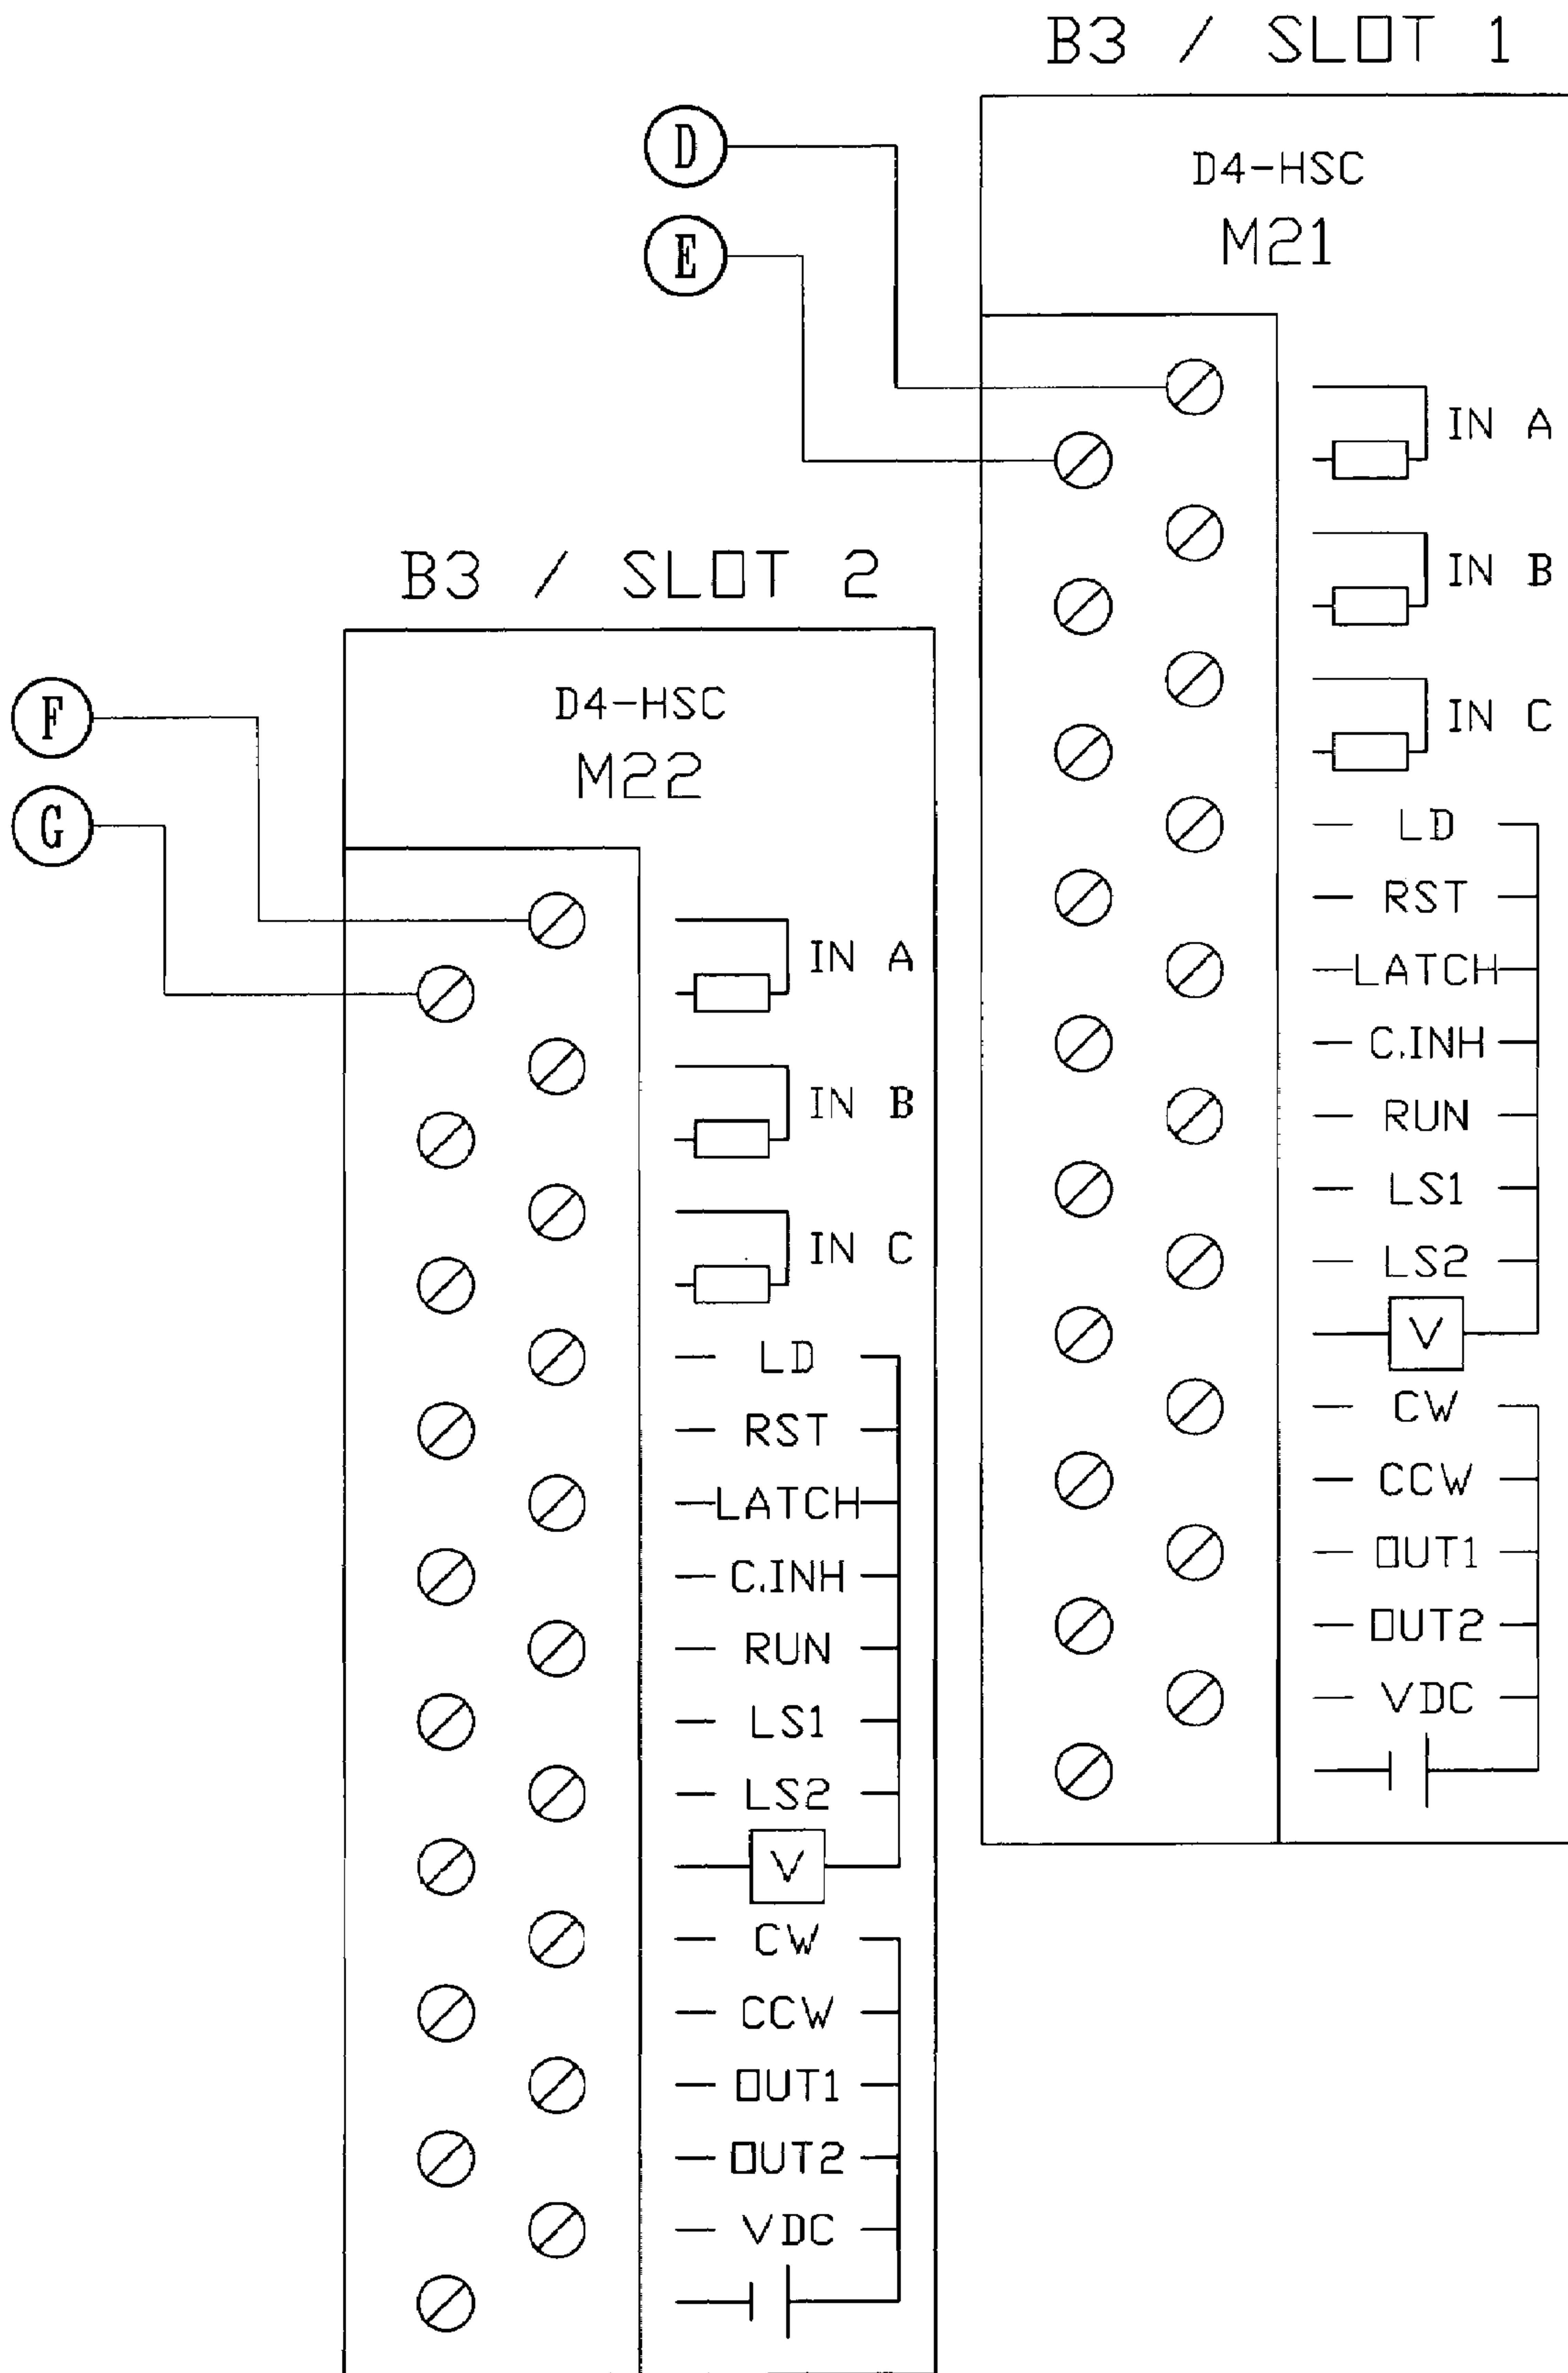 B3 / SLOT 1
D
E
D4-HSC
M21
IN A
IN B
IN C
LD
RST
LATCH
C.INH
RUN
LS1
LS2
V
CW
CCW
OUT1
OUT2
VDC
B3 / SLOT 2
F
G
D4-HSC
M22
IN A
IN B
IN C
LD
RST
LATCH
C.INH
RUN
LS1
LS2
V
CW
CCW
OUT1
OUT2
VDC